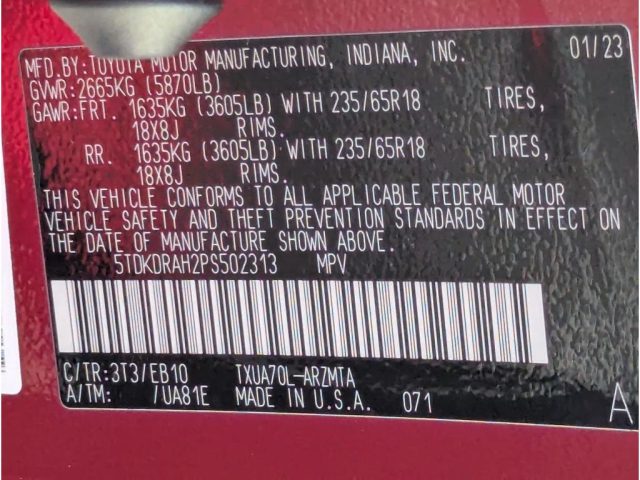 MFD.BY:TOYOTA MOTOR MANUFACTURING, INDIANA, INC. 01/23
GVWR:2665KG (5870LB)
GAWR:FRT. 1635KG (3605LB) WITH 235/65R18 TIRES,
18X8J RIMS.
RR. 1635KG (3605LB) WITH 235/65R18 TIRES,
18X8J RIMS.
THIS VEHICLE CONFORMS TO ALL APPLICABLE FEDERAL MOTOR
VEHICLE SAFETY AND THEFT PREVENTION STANDARDS IN EFFECT ON
THE DATE OF MANUFACTURE SHOWN ABOVE.
5TDKDRAH2PS502313 MPV
C/TR:3T3/EB10 TXUA70L-ARZMTA
A/TM: /UA81E MADE IN U.S.A. 071
A